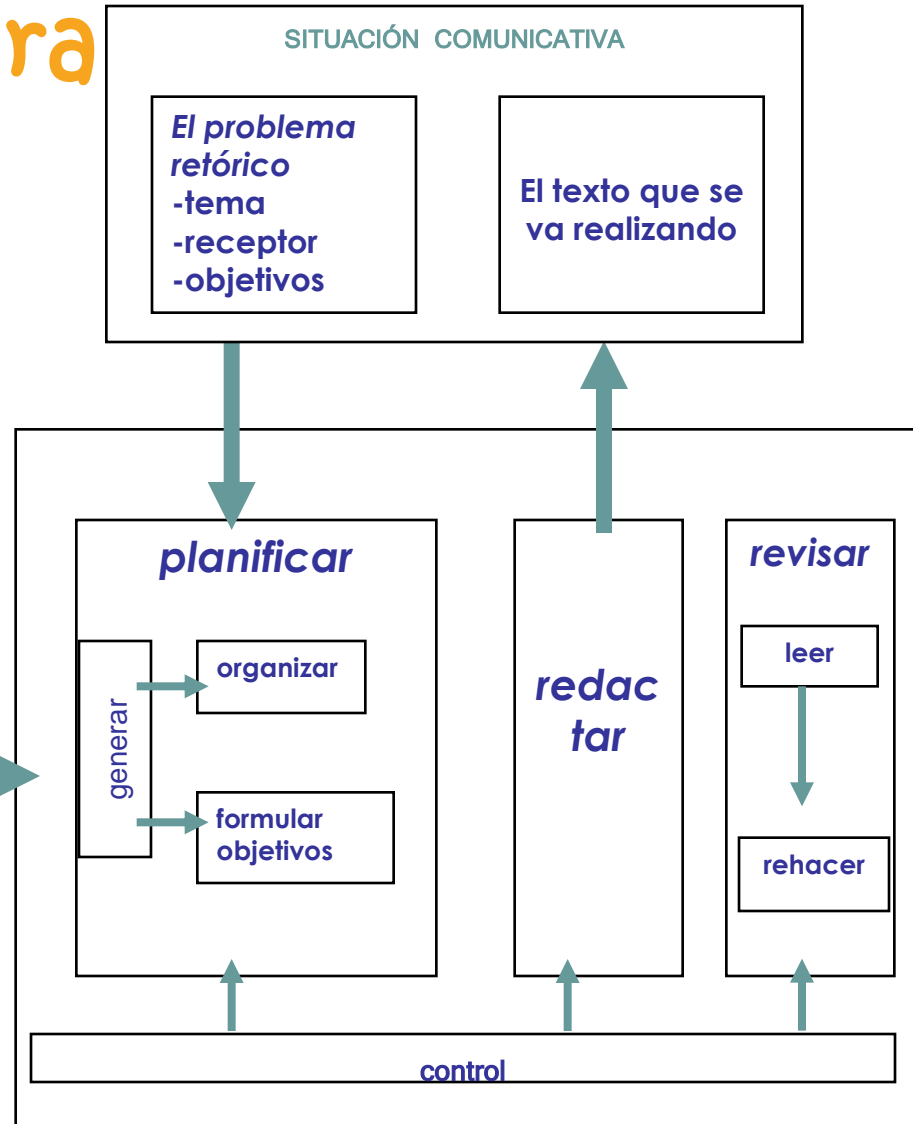 ra
SITUACIÓN COMUNICATIVA
El problema
retórico
-tema
-receptor
-objetivos
El texto que se
va realizando
planificar
generar
organizar
formular
objetivos
redac
tar
revisar
leer
rehacer
control